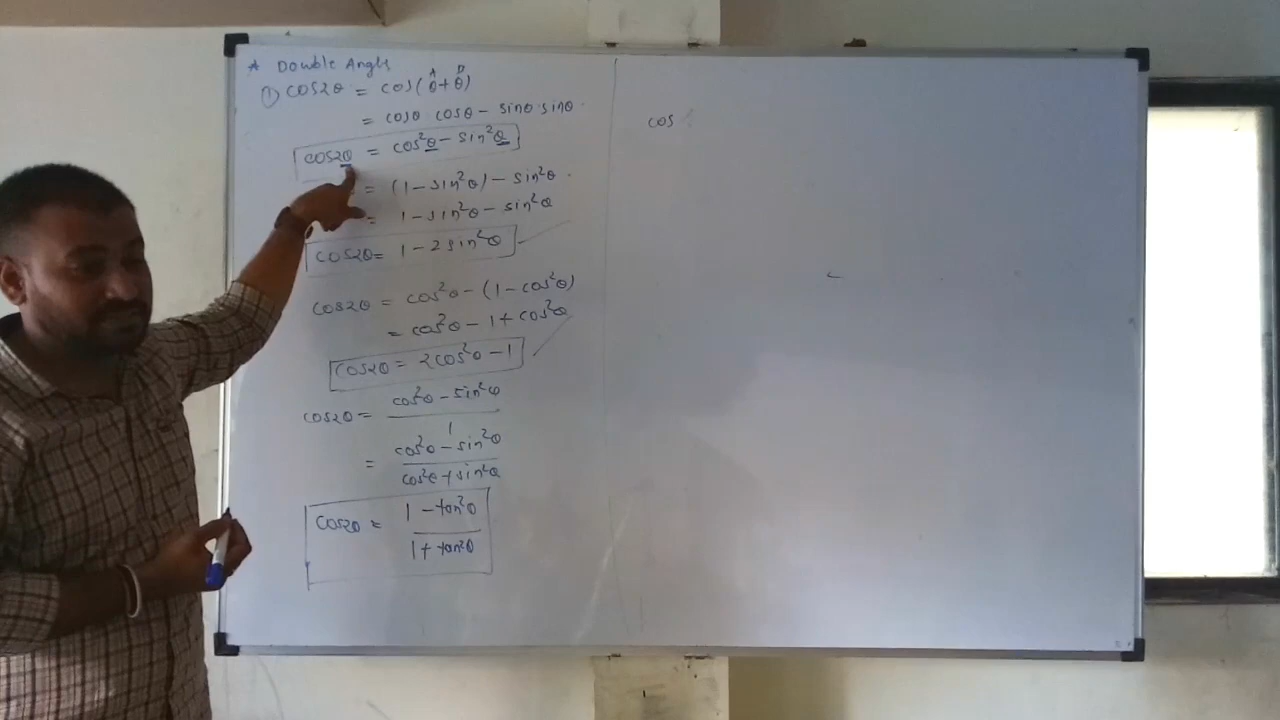 * Double Angle
A B
① cos2θ = cos(θ+θ)
= cosθ cosθ - sinθ·sinθ.
cos2θ = cos²θ - sin²θ
= (1-sin²θ) - sin²θ.
= 1-sin²θ - sin²θ
cos2θ = 1-2sin²θ
cos2θ = cos²θ - (1-cos²θ)
= cos²θ - 1 + cos²θ
cos2θ = 2cos²θ - 1
cos2θ = cos²θ - sin²θ
1
= cos²θ - sin²θ
cos²θ + sin²θ
cos2θ = 1 - tan²θ
1 + tan²θ
cos